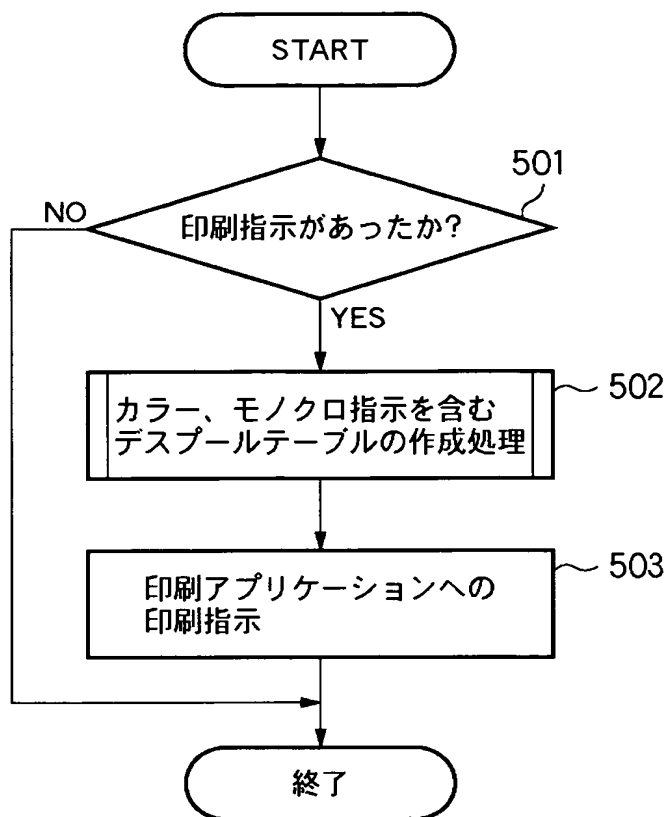 START
501
印刷指示があったか?
NO
YES
502
カラー、モノクロ指示を含む
デスプールテーブルの作成処理
503
印刷アプリケーションへの
印刷指示
終了